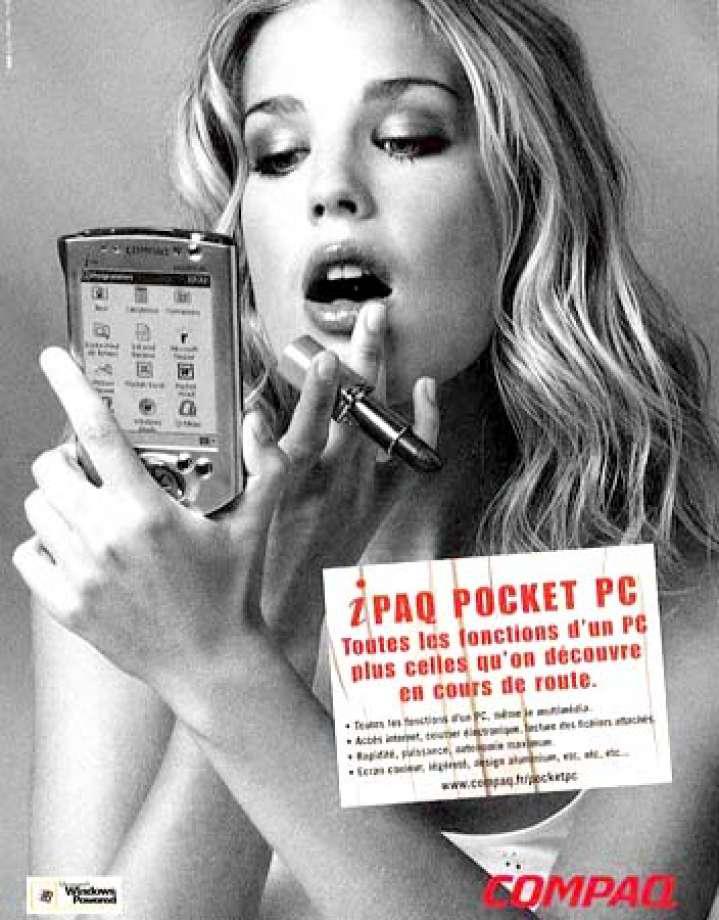 COMPAQ
iPAQ POCKET PC
Toutes les fonctions d'un PC
plus celles qu'on découvre
en cours de route.
• Toutes les fonctions d'un PC, même le multimédia.
• Accès internet, courrier électronique, lecture des fichiers attachés.
• Rapidité, puissance, autonomie maximum.
• Ecran couleur, légèreté, design aluminium, etc, etc, etc...
www.compaq.fr/pocketpc
Microsoft
Windows
Powered
COMPAQ